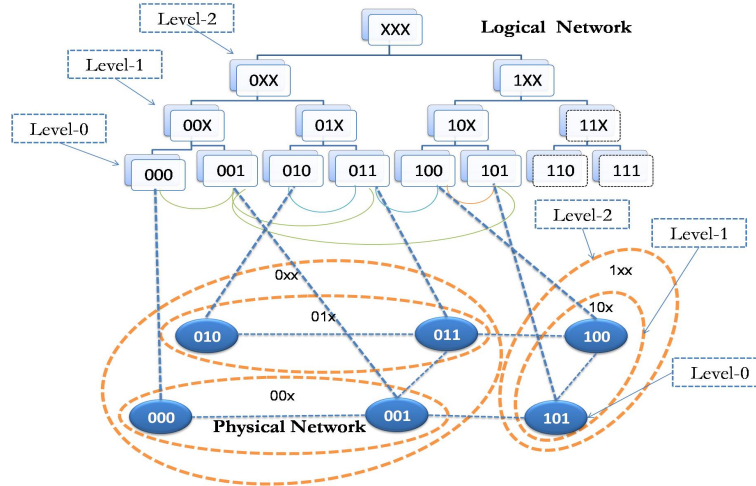 XXX
Logical Network
Level-2
0XX
1XX
Level-1
00X
01X
10X
11X
Level-0
000
001
010
011
100
101
110
111
Level-2
Level-1
0xx
1xx
01x
10x
010
011
100
Level-0
00x
000
001
101
Physical Network